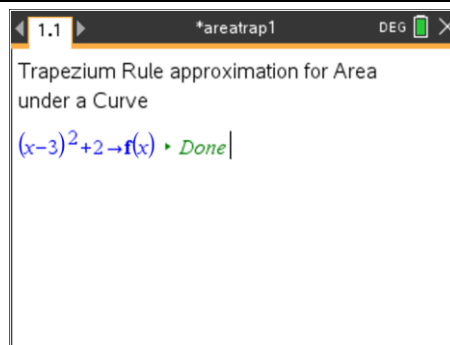 1.1 *areatrap1 DEG
Trapezium Rule approximation for Area
under a Curve
(x-3)²+2→f(x) ▸ Done